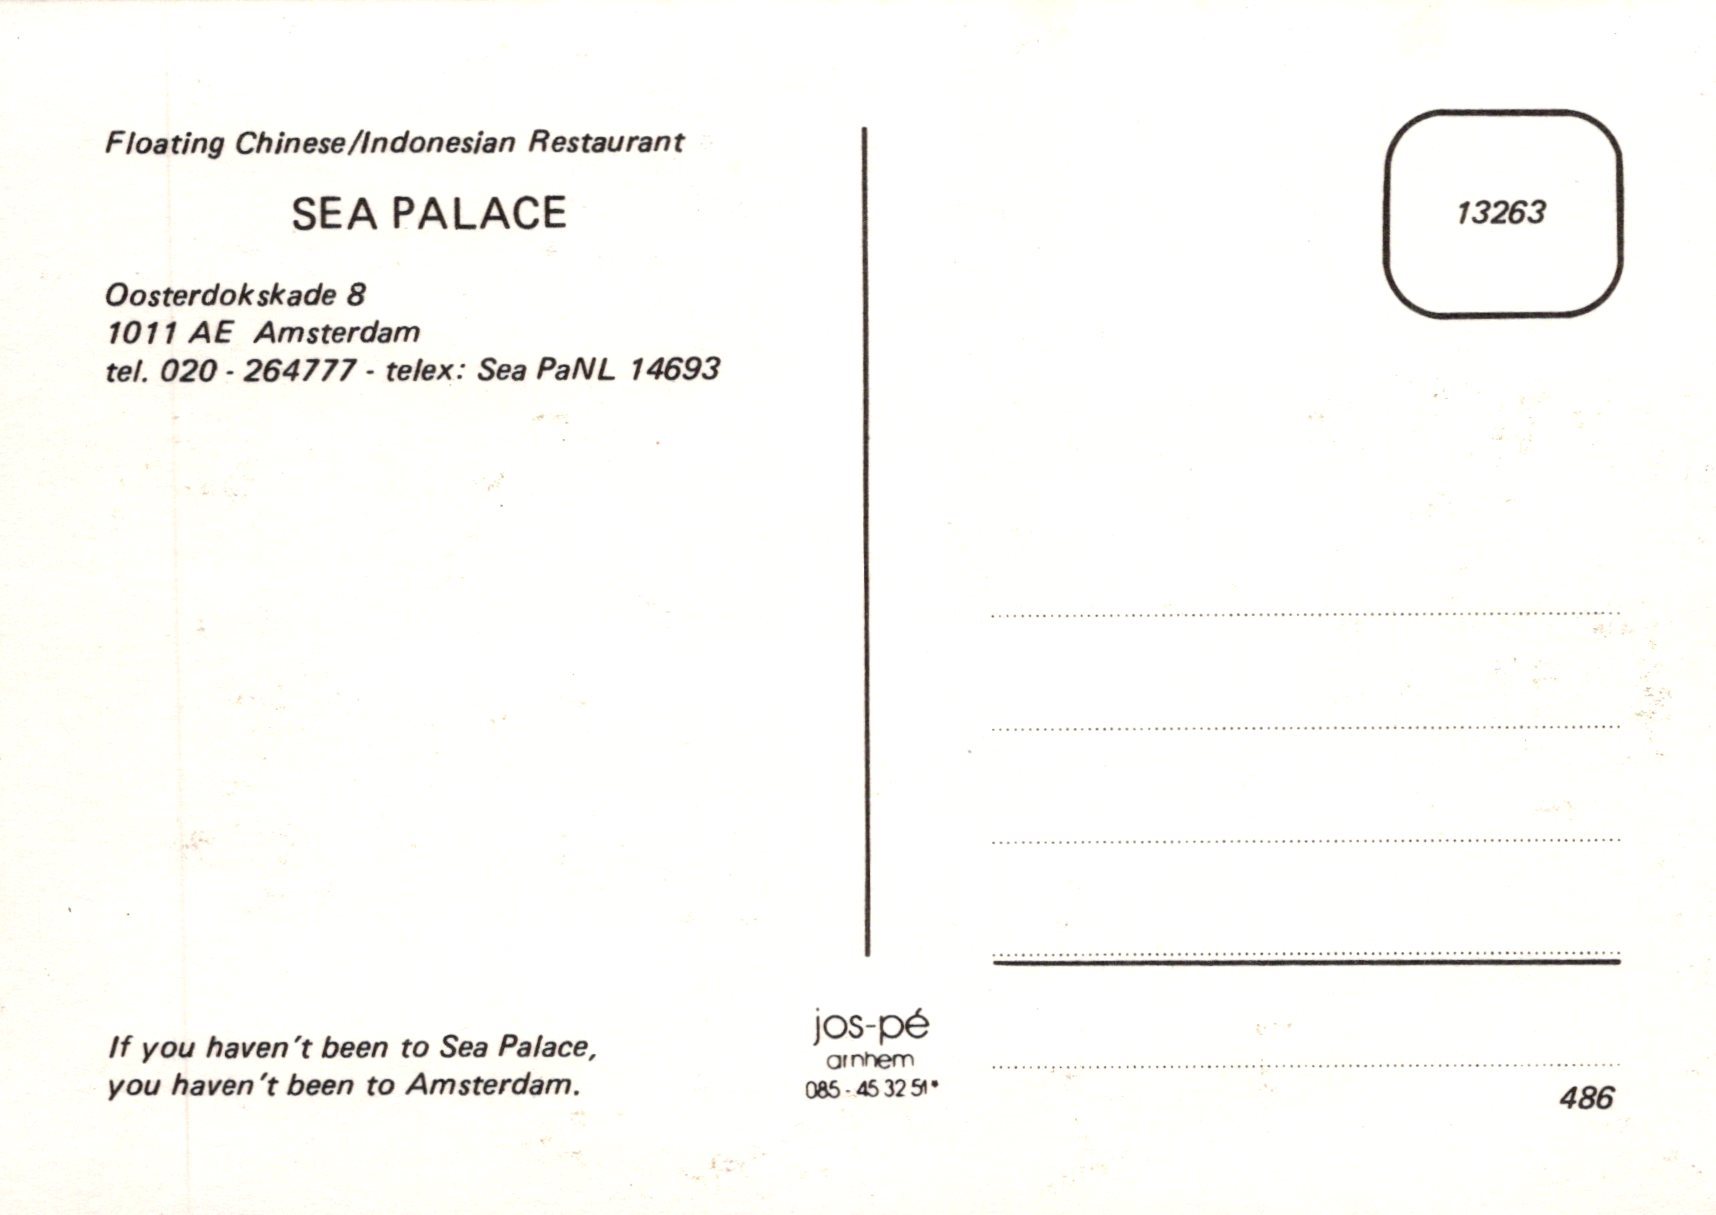 Floating Chinese/Indonesian Restaurant
SEA PALACE
Oosterdokskade 8
1011 AE Amsterdam
tel. 020 - 264777 - telex: Sea PaNL 14693
If you haven't been to Sea Palace,
you haven't been to Amsterdam.
jos-pé
arnhem
085 - 45 32 51*
13263
486